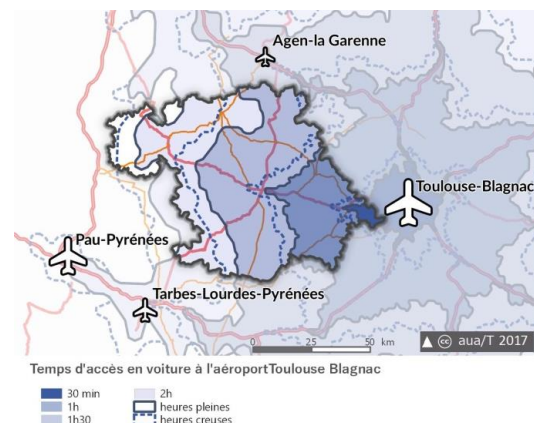 Agen-la Garenne
Toulouse-Blagnac
Pau-Pyrénées
Tarbes-Lourdes-Pyrénées
0 25 50 km
cc aua/T 2017
Temps d'accès en voiture à l'aéroportToulouse Blagnac
30 min
1h
1h30
2h
heures pleines
heures creuses